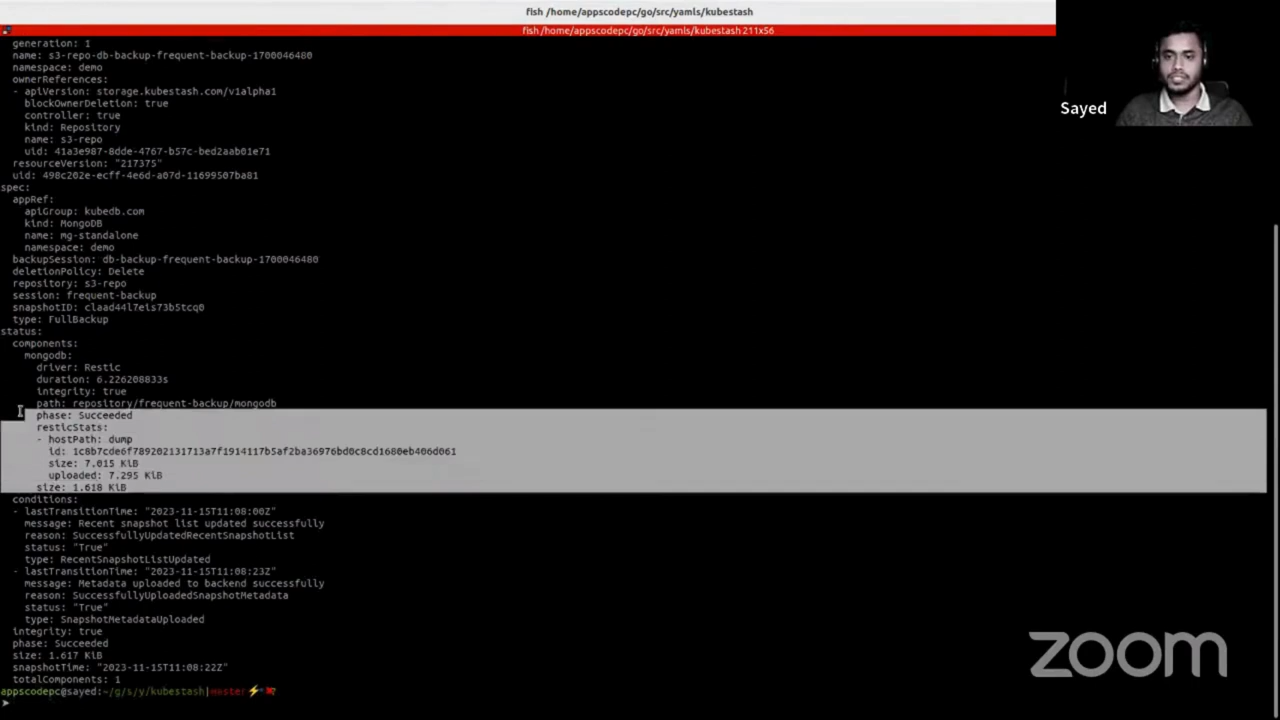 fish /home/appscodepc/go/src/yamls/kubestash
fish /home/appscodepc/go/src/yamls/kubestash 211x56
generation: 1
name: s3-repo-db-backup-frequent-backup-1700046480
namespace: demo
ownerReferences:
- apiVersion: storage.kubestash.com/v1alpha1
blockOwnerDeletion: true
controller: true
kind: Repository
name: s3-repo
uid: 41a3e987-8dde-4767-b57c-bed2aab01e71
resourceVersion: "217375"
uid: 498c202e-ecff-4e6d-a07d-11699507ba81
spec:
appRef:
apiGroup: kubedb.com
kind: MongoDB
name: mg-standalone
namespace: demo
backupSession: db-backup-frequent-backup-1700046480
deletionPolicy: Delete
repository: s3-repo
session: frequent-backup
snapshotID: claad44l7eis73b5tcq0
type: FullBackup
status:
components:
mongodb:
driver: Restic
duration: 6.226208833s
integrity: true
path: repository/frequent-backup/mongodb
phase: Succeeded
resticStats:
- hostPath: dump
id: 1c8b7cde6f789202131713a7f1914117b5af2ba36976bd0c8cd1680eb406d061
size: 7.015 KiB
uploaded: 7.295 KiB
size: 1.618 KiB
conditions:
- lastTransitionTime: "2023-11-15T11:08:00Z"
message: Recent snapshot list updated successfully
reason: SuccessfullyUpdatedRecentSnapshotList
status: "True"
type: RecentSnapshotListUpdated
- lastTransitionTime: "2023-11-15T11:08:23Z"
message: Metadata uploaded to backend successfully
reason: SuccessfullyUploadedSnapshotMetadata
status: "True"
type: SnapshotMetadataUploaded
integrity: true
phase: Succeeded
size: 1.617 KiB
snapshotTime: "2023-11-15T11:08:22Z"
totalComponents: 1
appscodepc@sayed:~/g/s/y/kubestash|master
Sayed
zoom